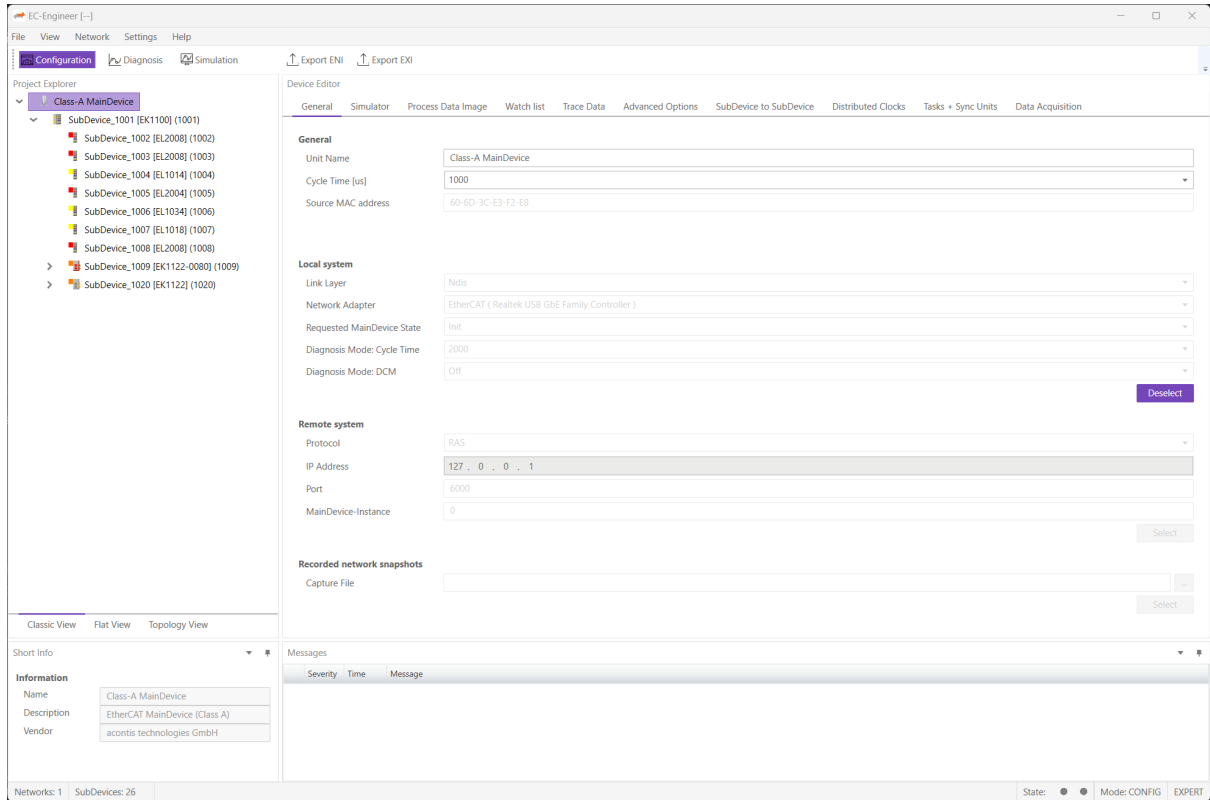 EC-Engineer [--]
File View Network Settings Help
Configuration Diagnosis Simulation Export ENI Export EXI
Project Explorer
Class-A MainDevice
SubDevice_1001 [EK1100] (1001)
SubDevice_1002 [EL2008] (1002)
SubDevice_1003 [EL2008] (1003)
SubDevice_1004 [EL1014] (1004)
SubDevice_1005 [EL2004] (1005)
SubDevice_1006 [EL1034] (1006)
SubDevice_1007 [EL1018] (1007)
SubDevice_1008 [EL2008] (1008)
SubDevice_1009 [EK1122-0080] (1009)
SubDevice_1020 [EK1122] (1020)
Classic View Flat View Topology View
Device Editor
General Simulator Process Data Image Watch list Trace Data Advanced Options SubDevice to SubDevice Distributed Clocks Tasks + Sync Units Data Acquisition
General
Unit Name Class-A MainDevice
Cycle Time [us] 1000
Source MAC address 60-6D-3C-E3-F2-E8
Local system
Link Layer Ndis
Network Adapter EtherCAT ( Realtek USB GbE Family Controller )
Requested MainDevice State Init
Diagnosis Mode: Cycle Time 2000
Diagnosis Mode: DCM Off
Deselect
Remote system
Protocol RAS
IP Address 127 . 0 . 0 . 1
Port 6000
MainDevice-Instance 0
Select
Recorded network snapshots
Capture File ...
Select
Short Info
Information
Name Class-A MainDevice
Description EtherCAT MainDevice (Class A)
Vendor acontis technologies GmbH
Messages
Severity Time Message
Networks: 1 SubDevices: 26 State: Mode: CONFIG EXPERT